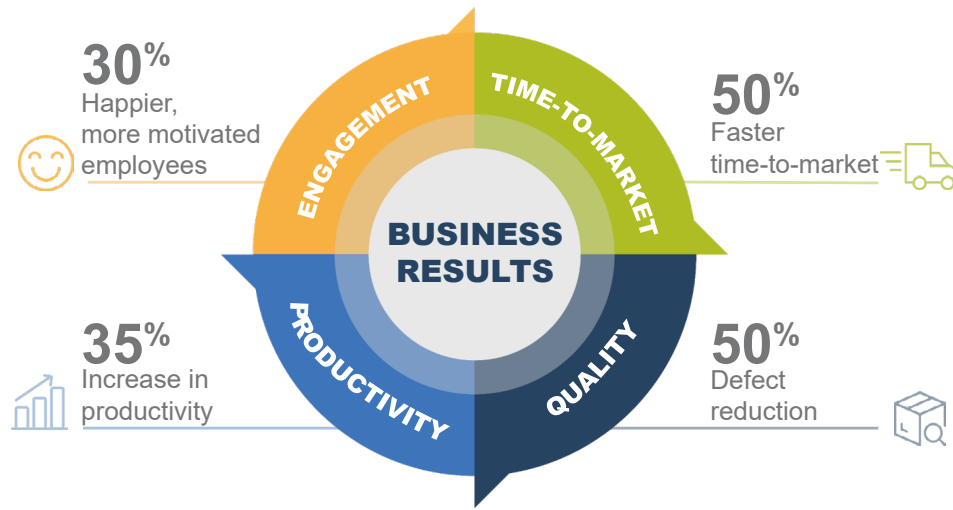 30%
Happier,
more motivated
employees
ENGAGEMENT
TIME-TO-MARKET
50%
Faster
time-to-market
BUSINESS
RESULTS
35%
Increase in
productivity
PRODUCTIVITY
QUALITY
50%
Defect
reduction